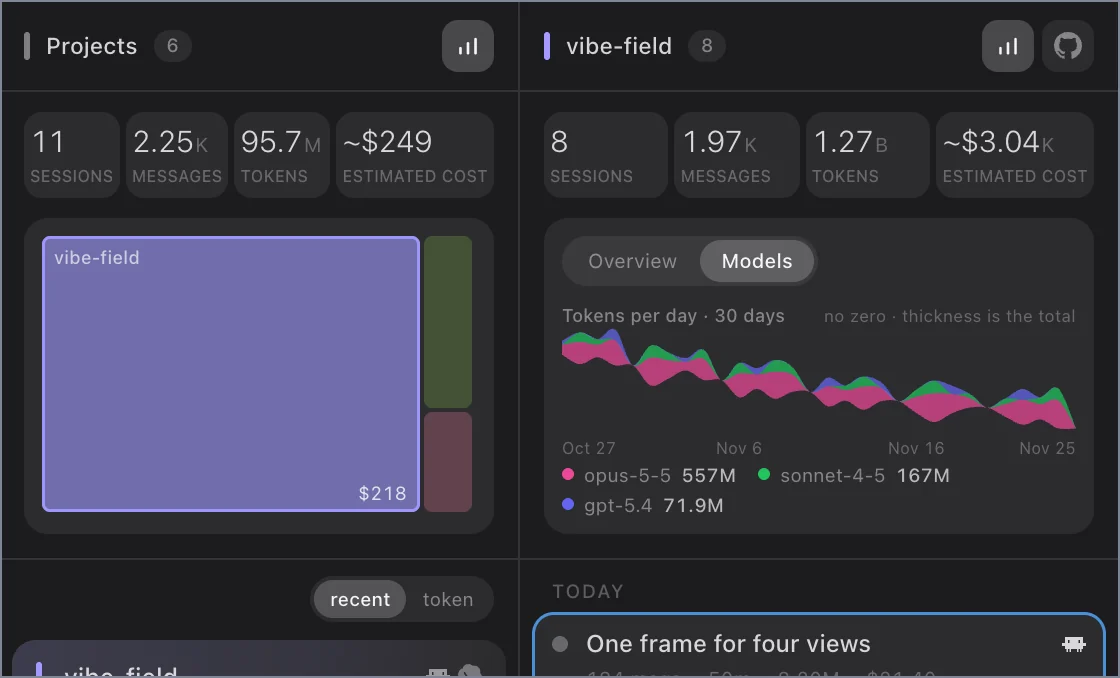 Projects 6
vibe-field 8
11 SESSIONS
2.25K MESSAGES
95.7M TOKENS
~$249 ESTIMATED COST
8 SESSIONS
1.97K MESSAGES
1.27B TOKENS
~$3.04K ESTIMATED COST
vibe-field
$218
Overview Models
Tokens per day · 30 days no zero · thickness is the total
Oct 27 Nov 6 Nov 16 Nov 25
opus-5-5 557M sonnet-4-5 167M
gpt-5.4 71.9M
recent token
vibe-field
TODAY
One frame for four views